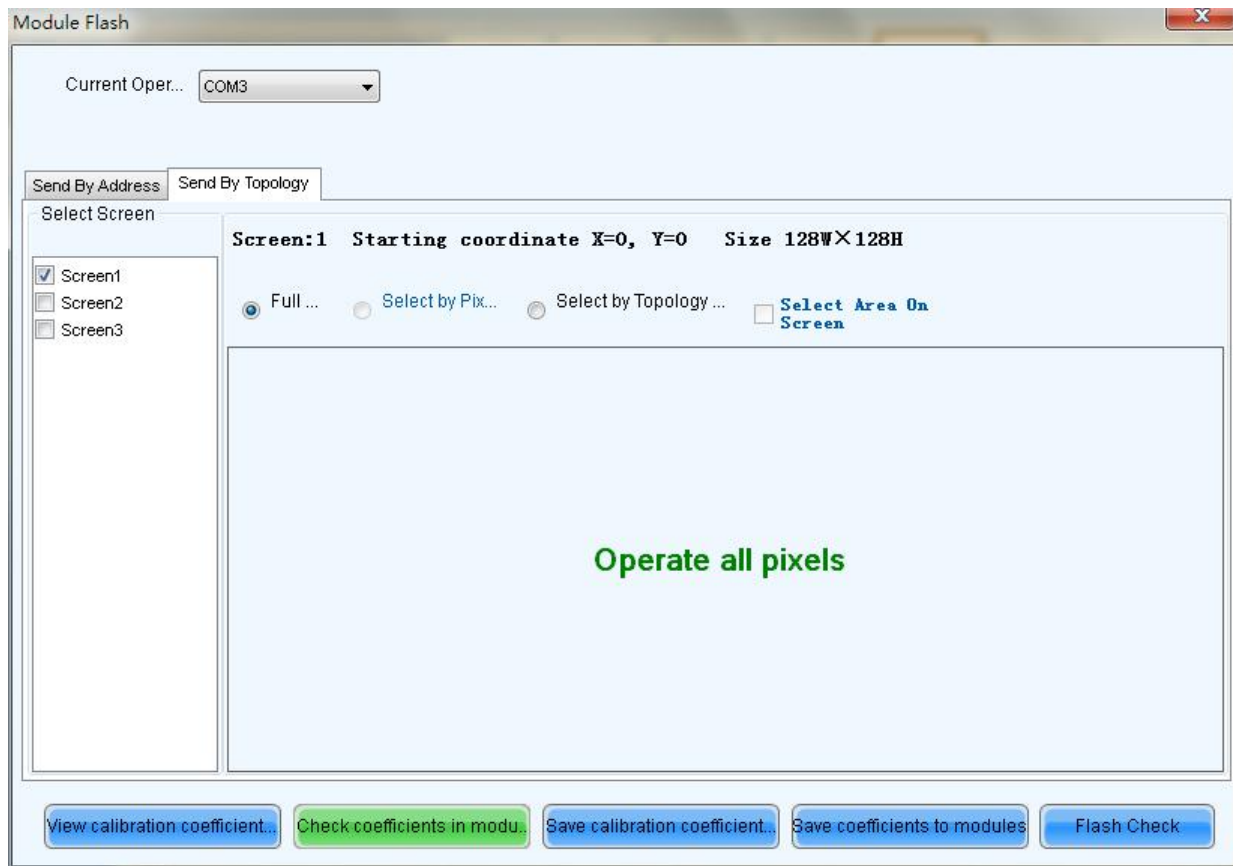 Module Flash
X
Current Oper... COM3
Send By Address Send By Topology
Select Screen
Screen:1 Starting coordinate X=0, Y=0 Size 128W×128H
Screen1
Screen2
Screen3
Full ... Select by Pix... Select by Topology ... Select Area On
Screen
Operate all pixels
View calibration coefficient... Check coefficients in modu.. Save calibration coefficient... Save coefficients to modules Flash Check